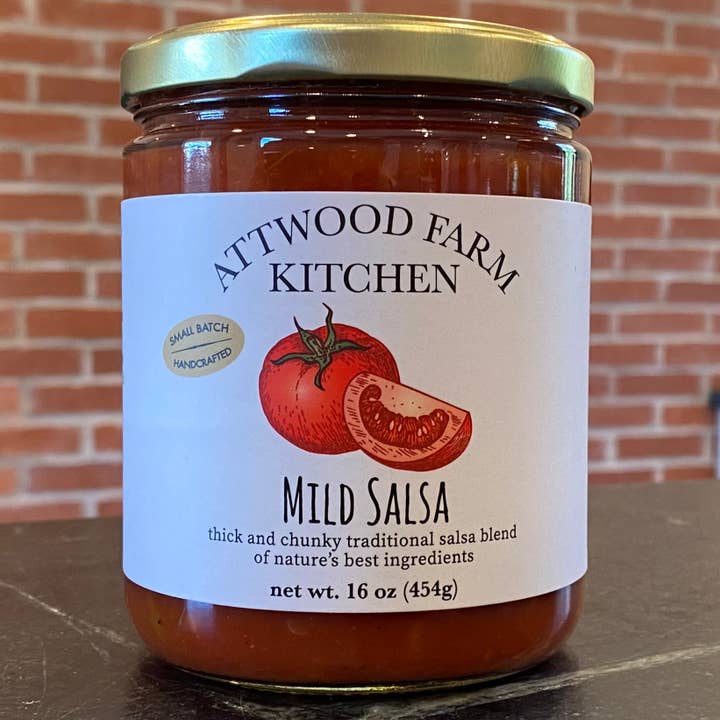 ATTWOOD FARM
KITCHEN
SMALL BATCH
HANDCRAFTED
MILD SALSA
thick and chunky traditional salsa blend
of nature's best ingredients
net wt. 16 oz (454g)